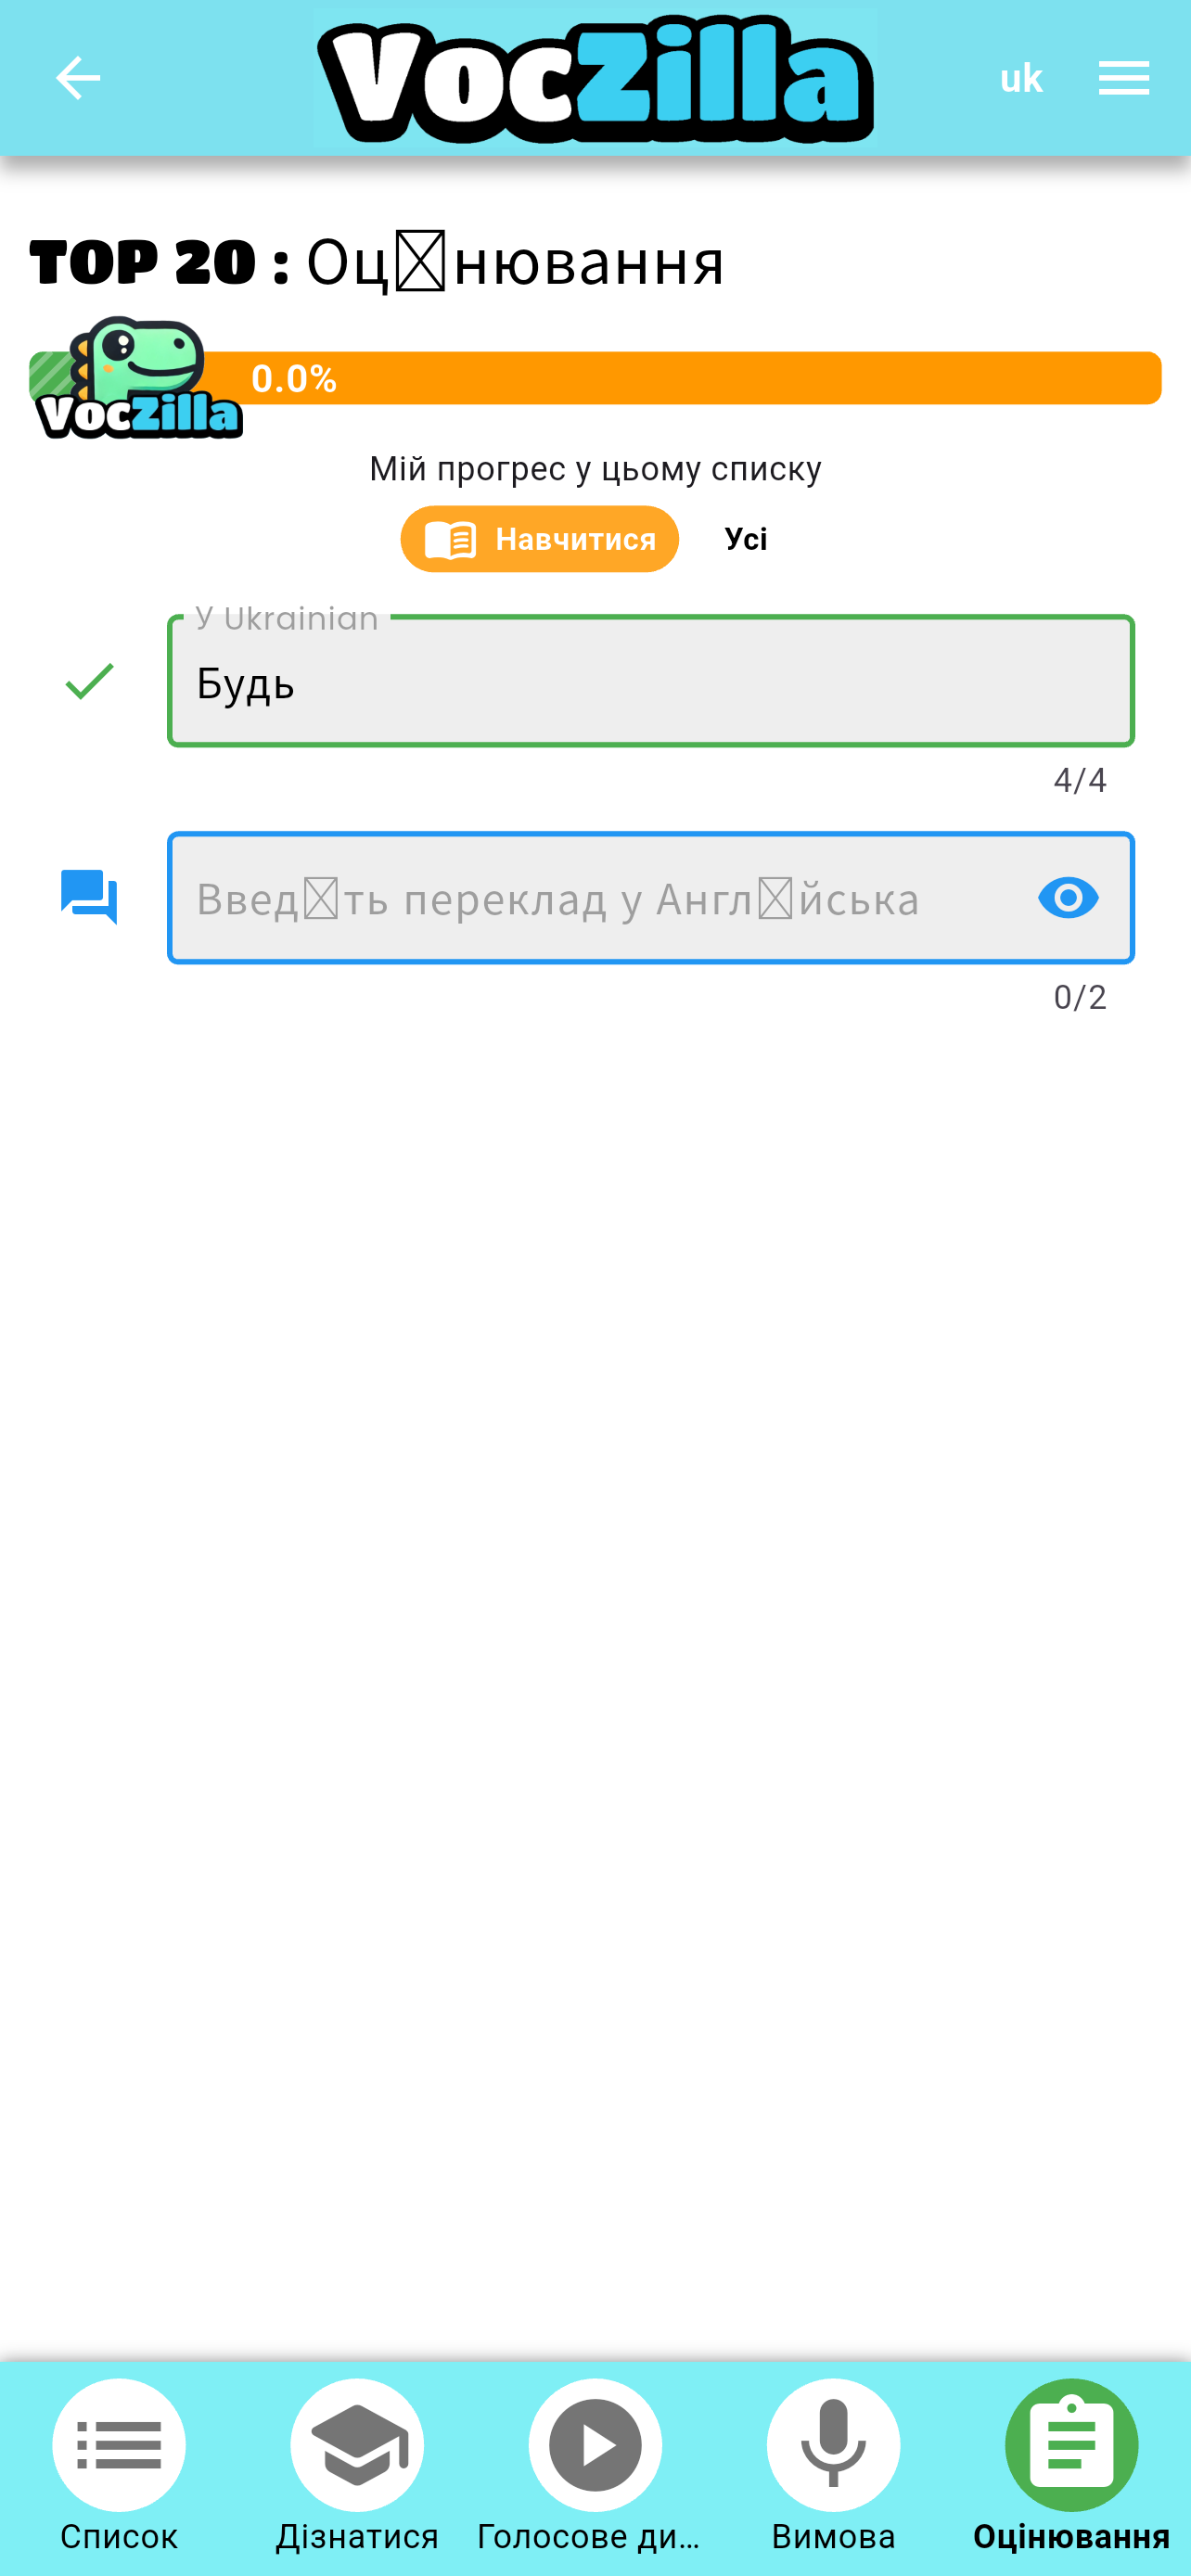 VocZilla
uk
TOP 20 : Оц☒нювання
VocZilla
0.0%
Мій прогрес у цьому списку
Навчитися
Усі
У Ukrainian
Будь
4/4
Введ☒ть переклад у Англ☒йська
0/2
Список
Дізнатися
Голосове ди...
Вимова
Оцінювання